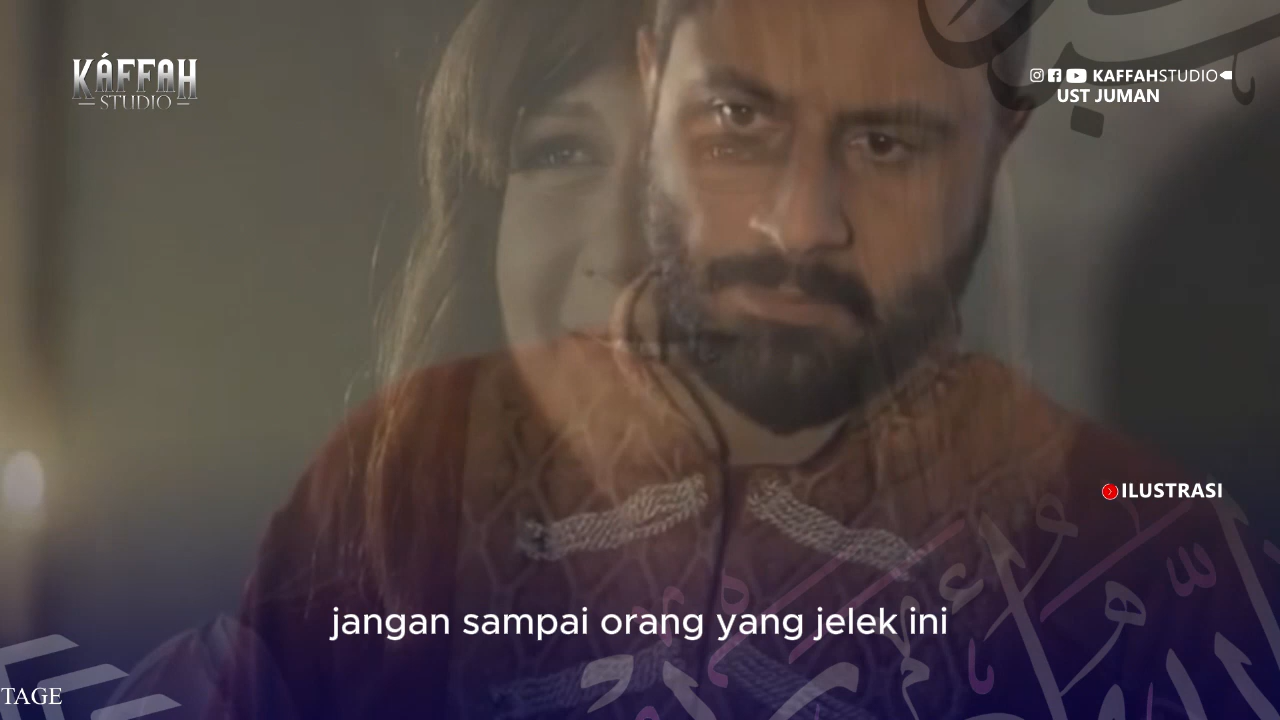 KÁFFAH
STUDIO
KAFFAHSTUDIO
UST JUMAN
ILUSTRASI
jangan sampai orang yang jelek ini
TAGE